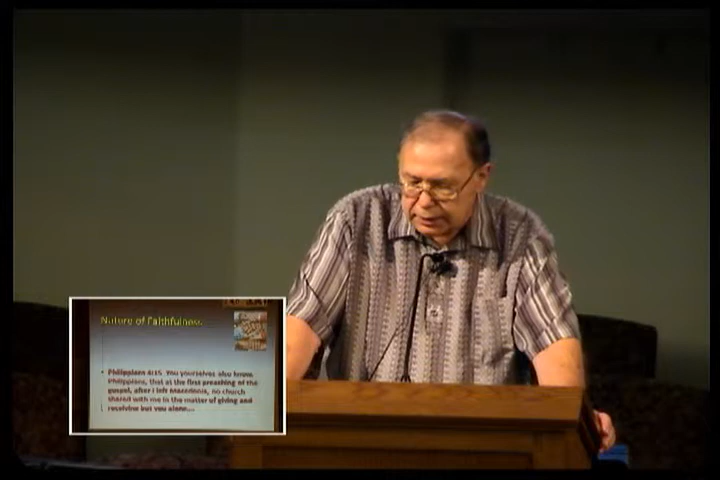 Nature of Faithfulness
• Philippians 4:15 You yourselves also know,
Philippians, that at the first preaching of the
gospel, after I left Macedonia, no church
shared with me in the matter of giving and
receiving but you alone....